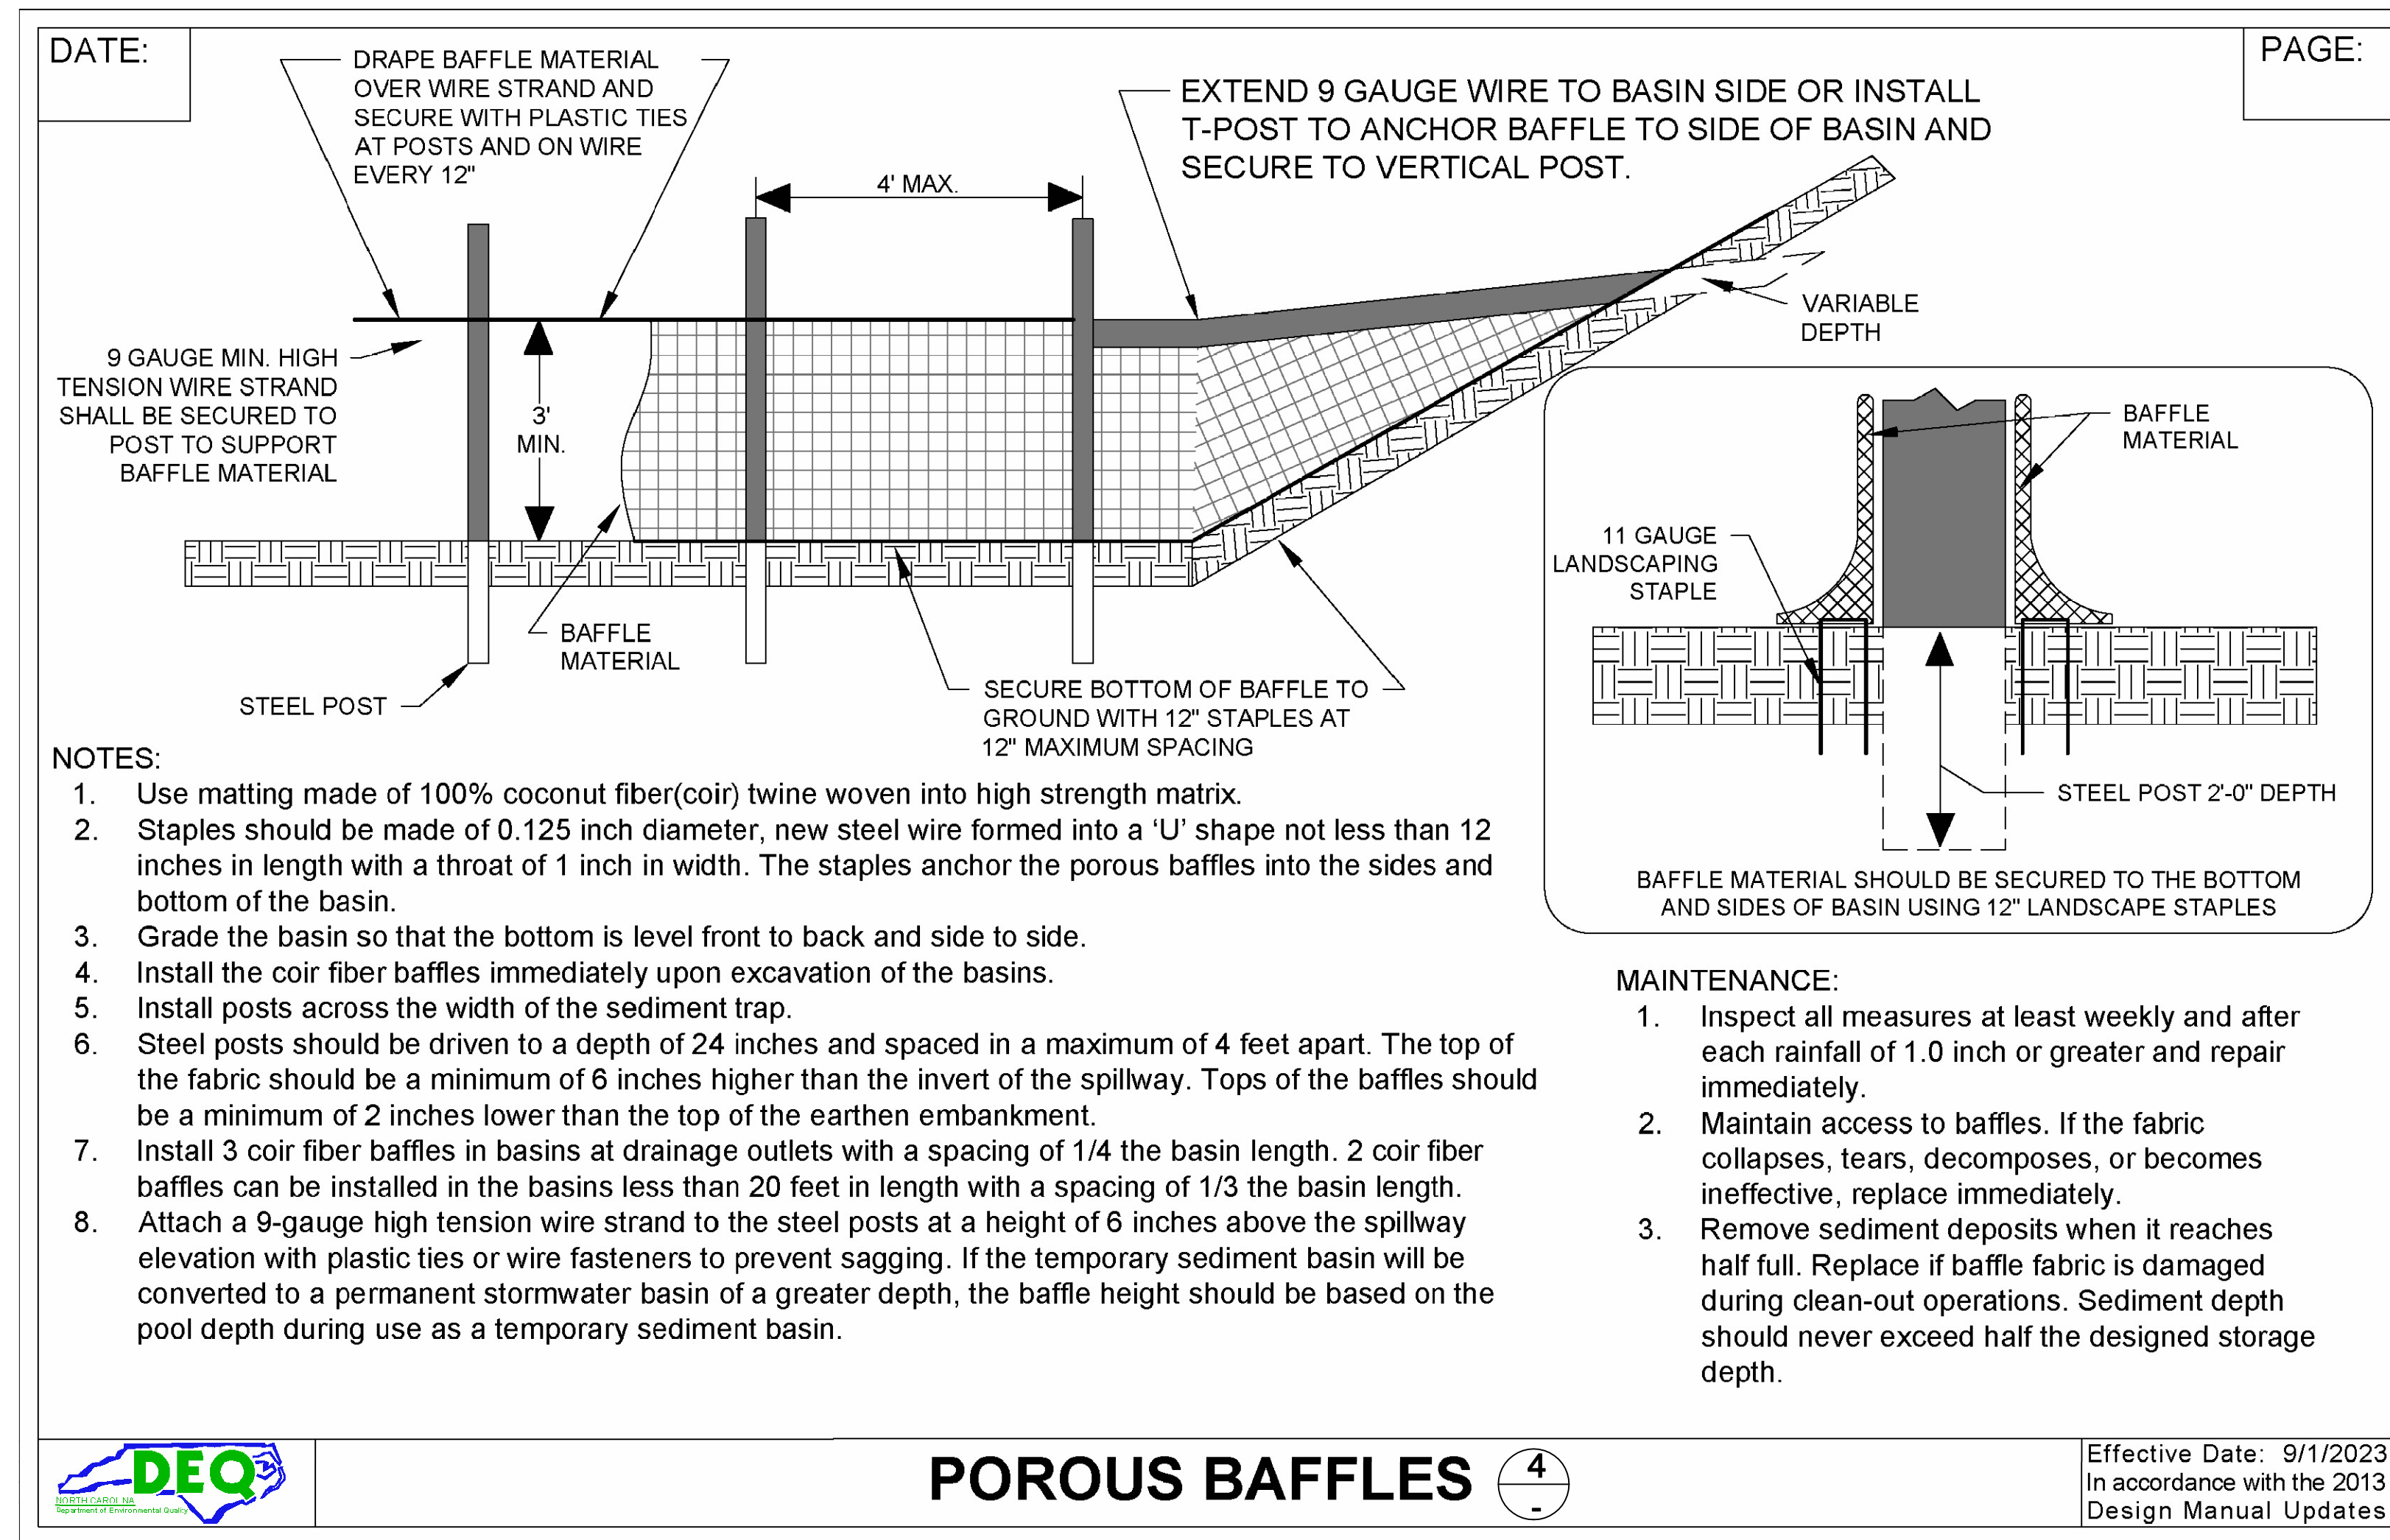 DATE:
PAGE:
DRAPE BAFFLE MATERIAL
OVER WIRE STRAND AND
SECURE WITH PLASTIC TIES
AT POSTS AND ON WIRE
EVERY 12"
4' MAX.
EXTEND 9 GAUGE WIRE TO BASIN SIDE OR INSTALL
T-POST TO ANCHOR BAFFLE TO SIDE OF BASIN AND
SECURE TO VERTICAL POST.
VARIABLE
DEPTH
9 GAUGE MIN. HIGH
TENSION WIRE STRAND
SHALL BE SECURED TO
POST TO SUPPORT
BAFFLE MATERIAL
3'
MIN.
BAFFLE
MATERIAL
STEEL POST
SECURE BOTTOM OF BAFFLE TO
GROUND WITH 12" STAPLES AT
12" MAXIMUM SPACING
BAFFLE
MATERIAL
11 GAUGE
LANDSCAPING
STAPLE
STEEL POST 2'-0" DEPTH
BAFFLE MATERIAL SHOULD BE SECURED TO THE BOTTOM
AND SIDES OF BASIN USING 12" LANDSCAPE STAPLES
NOTES:
1. Use matting made of 100% coconut fiber(coir) twine woven into high strength matrix.
2. Staples should be made of 0.125 inch diameter, new steel wire formed into a ‘U’ shape not less than 12
inches in length with a throat of 1 inch in width. The staples anchor the porous baffles into the sides and
bottom of the basin.
3. Grade the basin so that the bottom is level front to back and side to side.
4. Install the coir fiber baffles immediately upon excavation of the basins.
5. Install posts across the width of the sediment trap.
6. Steel posts should be driven to a depth of 24 inches and spaced in a maximum of 4 feet apart. The top of
the fabric should be a minimum of 6 inches higher than the invert of the spillway. Tops of the baffles should
be a minimum of 2 inches lower than the top of the earthen embankment.
7. Install 3 coir fiber baffles in basins at drainage outlets with a spacing of 1/4 the basin length. 2 coir fiber
baffles can be installed in the basins less than 20 feet in length with a spacing of 1/3 the basin length.
8. Attach a 9-gauge high tension wire strand to the steel posts at a height of 6 inches above the spillway
elevation with plastic ties or wire fasteners to prevent sagging. If the temporary sediment basin will be
converted to a permanent stormwater basin of a greater depth, the baffle height should be based on the
pool depth during use as a temporary sediment basin.
MAINTENANCE:
1. Inspect all measures at least weekly and after
each rainfall of 1.0 inch or greater and repair
immediately.
2. Maintain access to baffles. If the fabric
collapses, tears, decomposes, or becomes
ineffective, replace immediately.
3. Remove sediment deposits when it reaches
half full. Replace if baffle fabric is damaged
during clean-out operations. Sediment depth
should never exceed half the designed storage
depth.
DEQ
NORTH CAROLINA
Department of Environmental Quality
POROUS BAFFLES
4
-
Effective Date: 9/1/2023
In accordance with the 2013
Design Manual Updates